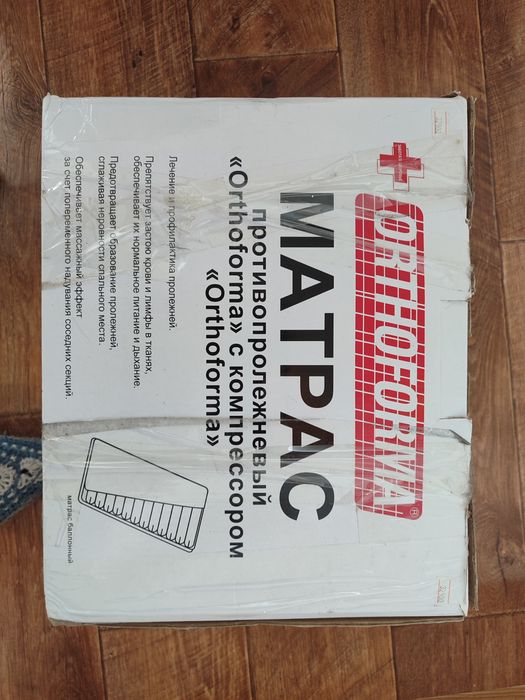 ORTHOFORMA®
МАТРАС
противопролежневый
«Orthoforma» с компрессором
«Orthoforma»
Лечение и профилактика пролежней.
Препятствует застою крови и лимфы в тканях,
обеспечивает их нормальное питание и дыхание.
Предотвращает образование пролежней,
сглаживая неровности спального места.
Обеспечивает массажный эффект
за счет попеременного надувания соседних секций.
матрас баллонный